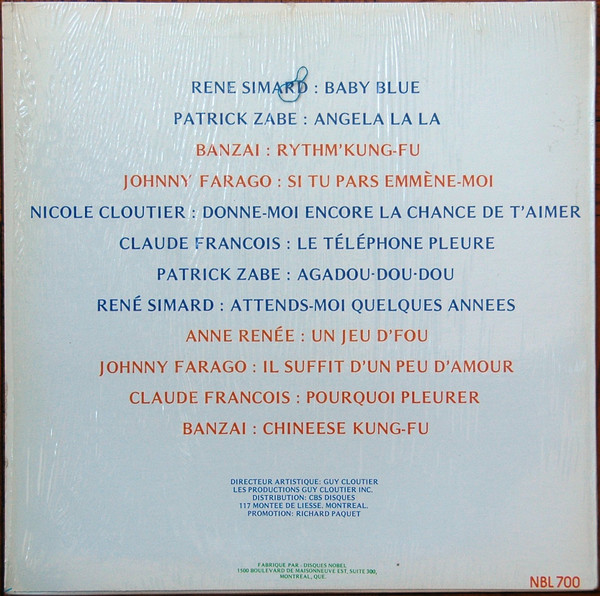 RENE SIMARD : BABY BLUE
PATRICK ZABE : ANGELA LA LA
BANZAI : RYTHM'KUNG-FU
JOHNNY FARAGO : SI TU PARS EMMÈNE-MOI
NICOLE CLOUTIER : DONNE-MOI ENCORE LA CHANCE DE T'AIMER
CLAUDE FRANCOIS : LE TÉLÉPHONE PLEURE
PATRICK ZABE : AGADOU-DOU-DOU
RENÉ SIMARD : ATTENDS-MOI QUELQUES ANNEES
ANNE RENÉE : UN JEU D'FOU
JOHNNY FARAGO : IL SUFFIT D'UN PEU D'AMOUR
CLAUDE FRANCOIS : POURQUOI PLEURER
BANZAI : CHINEESE KUNG-FU
DIRECTEUR ARTISTIQUE: GUY CLOUTIER
LES PRODUCTIONS GUY CLOUTIER INC.
DISTRIBUTION: CBS DISQUES
117 MONTEE DE LIESSE. MONTREAL.
PROMOTION: RICHARD PAQUET
FABRIQUE PAR - DISQUES NOBEL
1500 BOULEVARD DE MAISONNEUVE EST, SUITE 300,
MONTREAL, QUE.
NBL 700